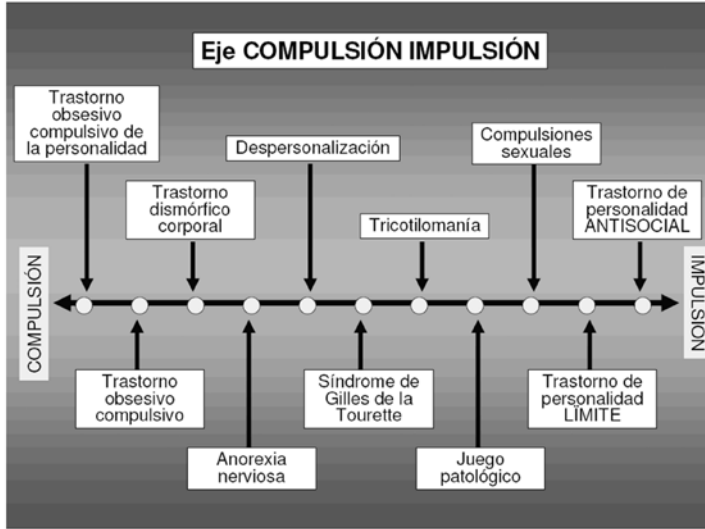 Eje COMPULSIÓN IMPULSIÓN
Trastorno
obsesivo
compulsivo de
la personalidad
Despersonalización
Compulsiones
sexuales
Trastorno
dismórfico
corporal
Tricotilomanía
Trastorno de
personalidad
ANTISOCIAL
COMPULSIÓN
IMPULSIÓN
Trastorno
obsesivo
compulsivo
Síndrome de
Gilles de la
Tourette
Trastorno de
personalidad
LÍMITE
Anorexia
nerviosa
Juego
patológico